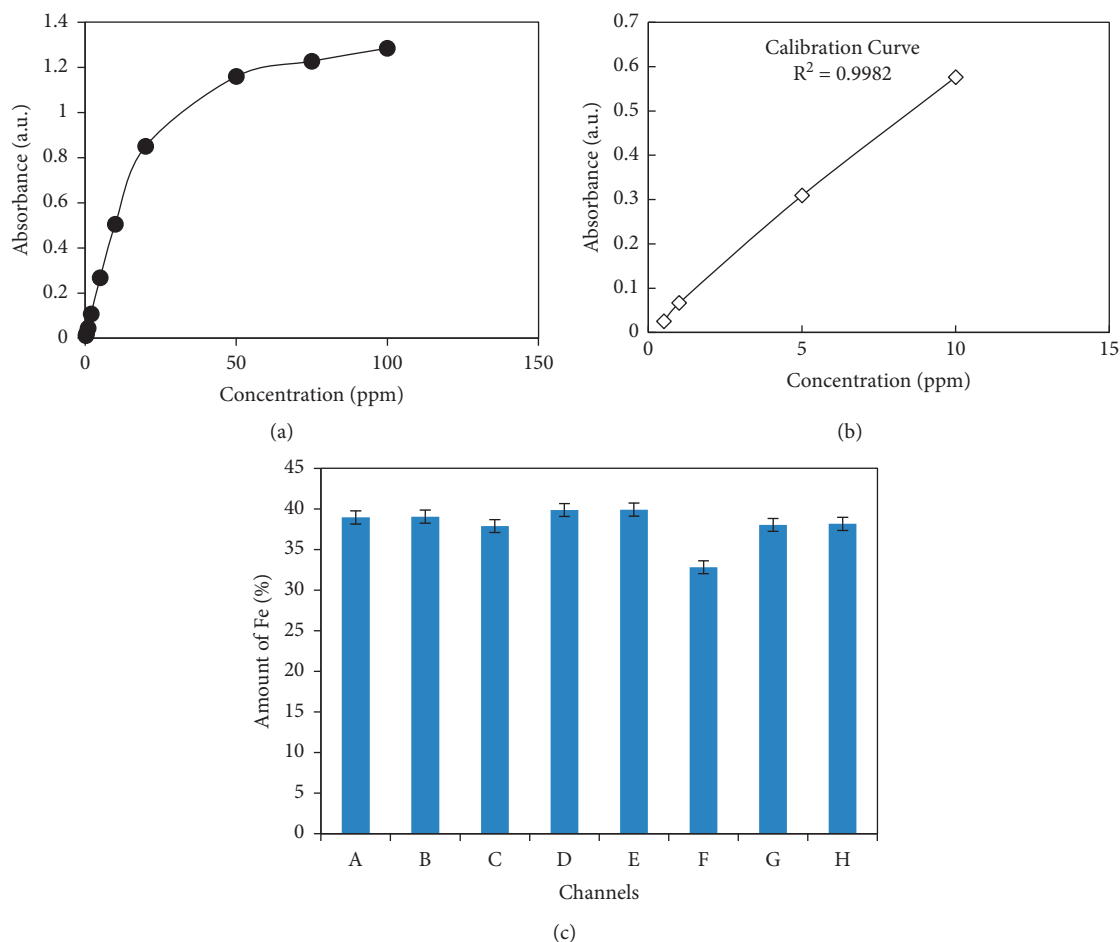 1.4
1.2
1
0.8
0.6
0.4
0.2
0
Absorbance (a.u.)
0
50
100
150
Concentration (ppm)
(a)
0.7
0.6
0.5
0.4
0.3
0.2
0.1
0
Absorbance (a.u.)
Calibration Curve
R² = 0.9982
0
5
10
15
Concentration (ppm)
(b)
45
40
35
30
25
20
15
10
5
0
Amount of Fe (%)
A B C D E F G H
Channels
(c)